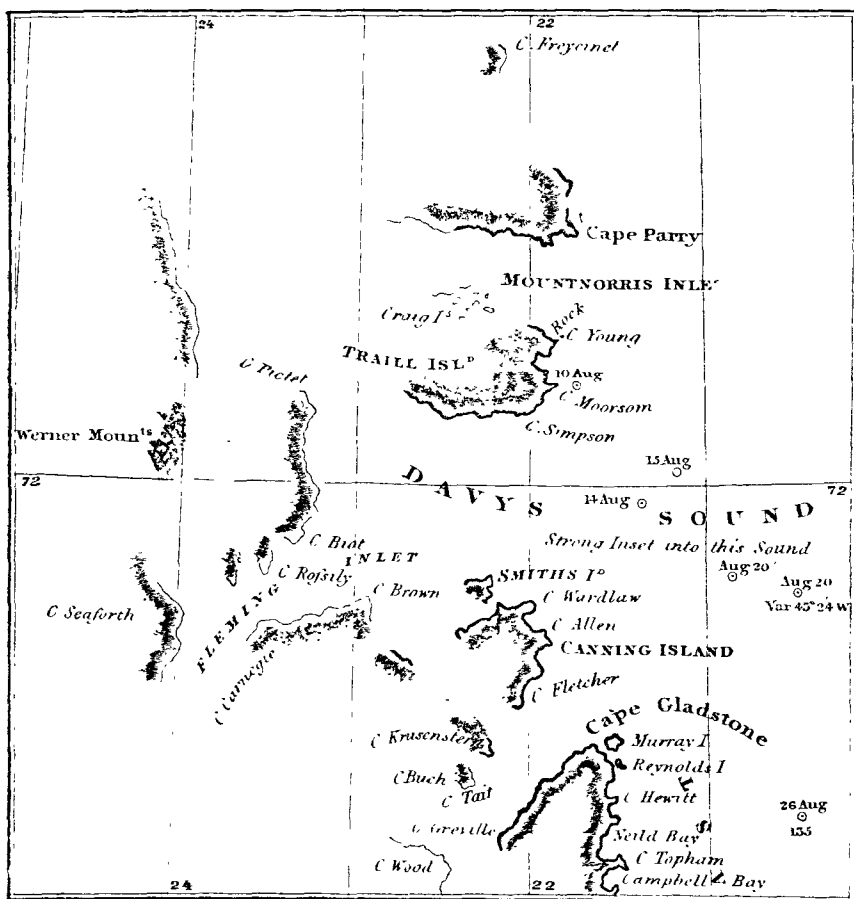 24
22
C Freycinet
Cape Parry
MOUNTNORRIS INLET
Craig Is
Rock
C Young
TRAILL ISLD
C Pictet
10 Aug
C Moorsom
C Simpson
Werner Mounts
15 Aug
72
DAVYS SOUND
72
14 Aug
Strong Inset into this Sound
C Biot
FLEMING INLET
C Roſsily
SMITHS ID
Aug 20
Aug 20
Var 45° 24 W
C Brown
C Wardlaw
C Seaforth
C Allen
CANNING ISLAND
C Carnegie
C Fletcher
Cape Gladstone
C Krusenstern
Murray I
Reynolds I
C Buch
C Tait
C Hewitt
26 Aug
135
C Greville
Neild Bay
C Topham
C Wood
Campbell Bay
24
22